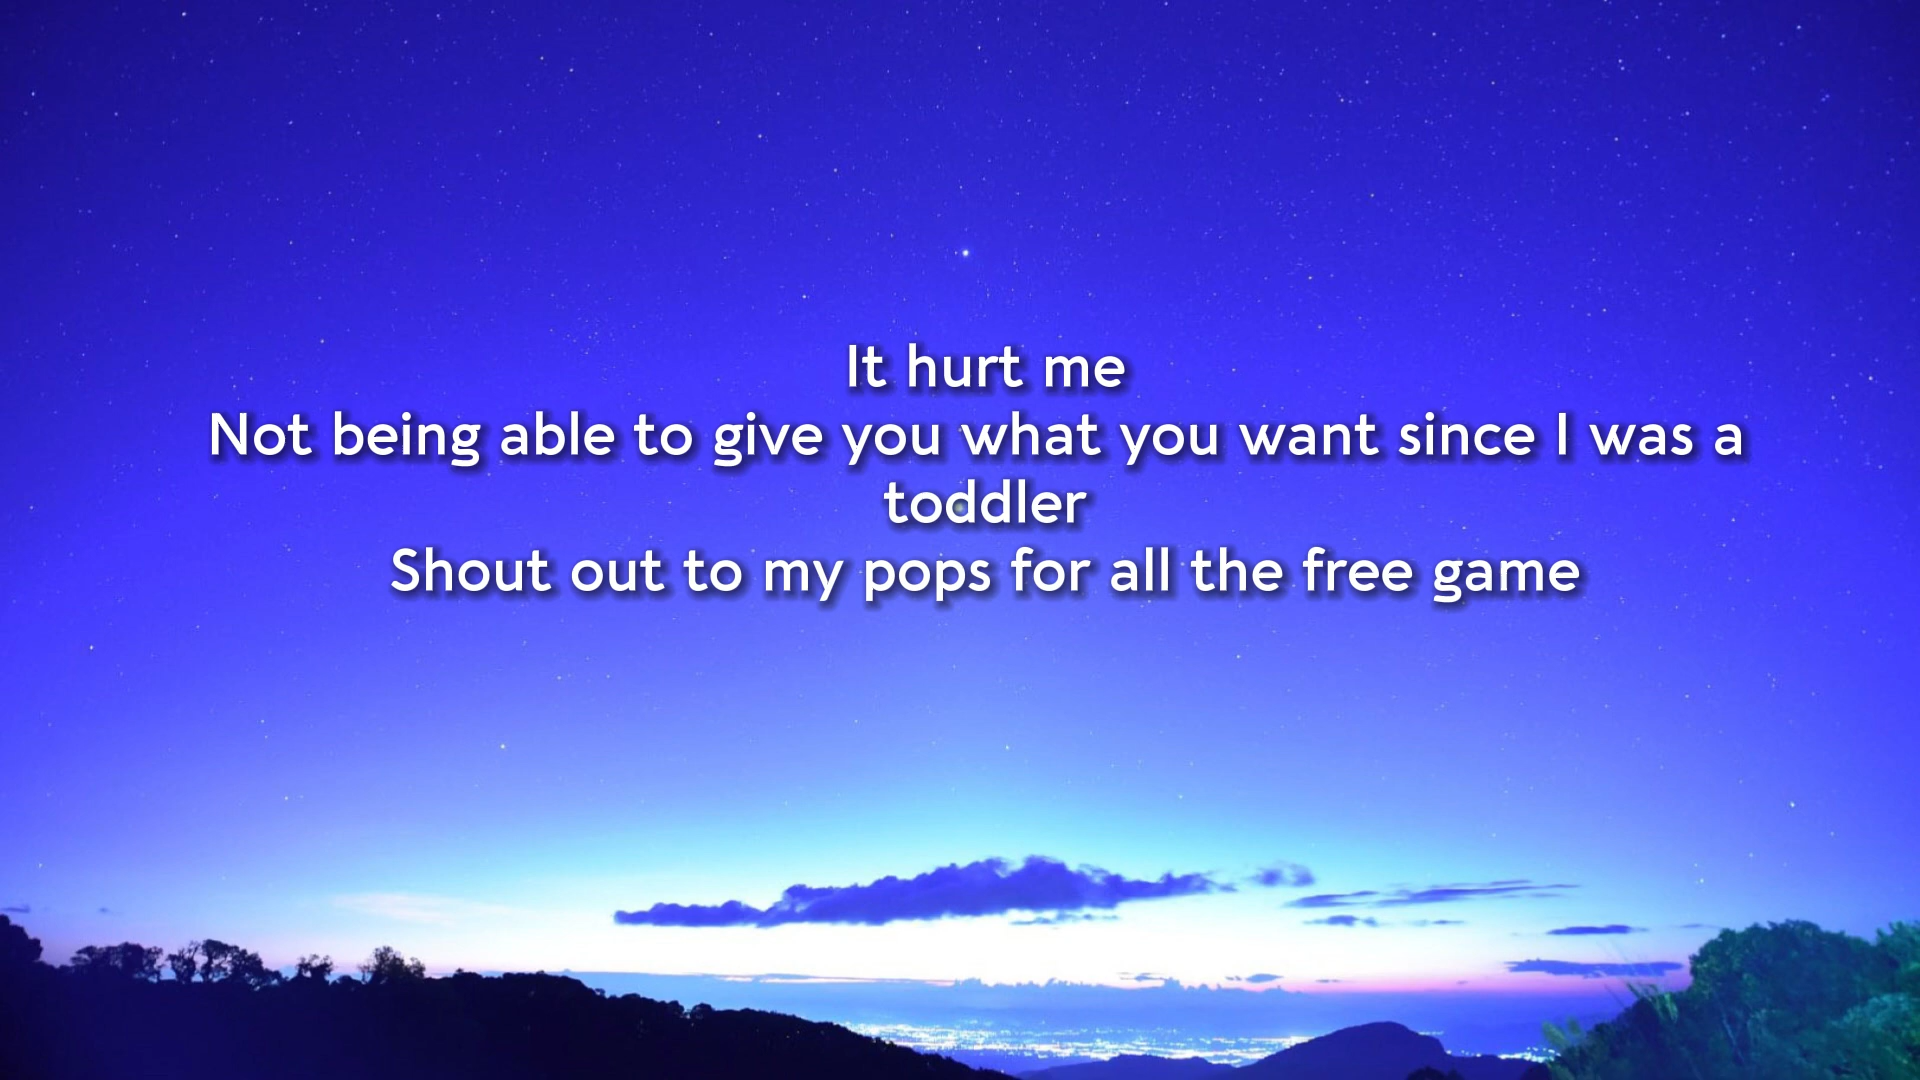 It hurt me
Not being able to give you what you want since I was a
toddler
Shout out to my pops for all the free game